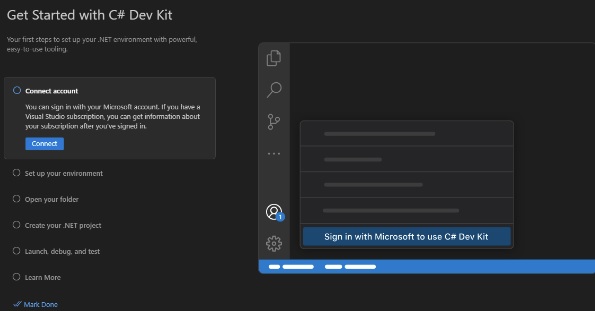 Get Started with C# Dev Kit
Your first steps to set up your .NET environment with powerful,
easy-to-use tooling.
Connect account
You can sign in with your Microsoft account. If you have a
Visual Studio subscription, you can get information about
your subscription after you've signed in.
Connect
Set up your environment
Open your folder
Create your .NET project
Launch, debug, and test
Learn More
Mark Done
1
Sign in with Microsoft to use C# Dev Kit